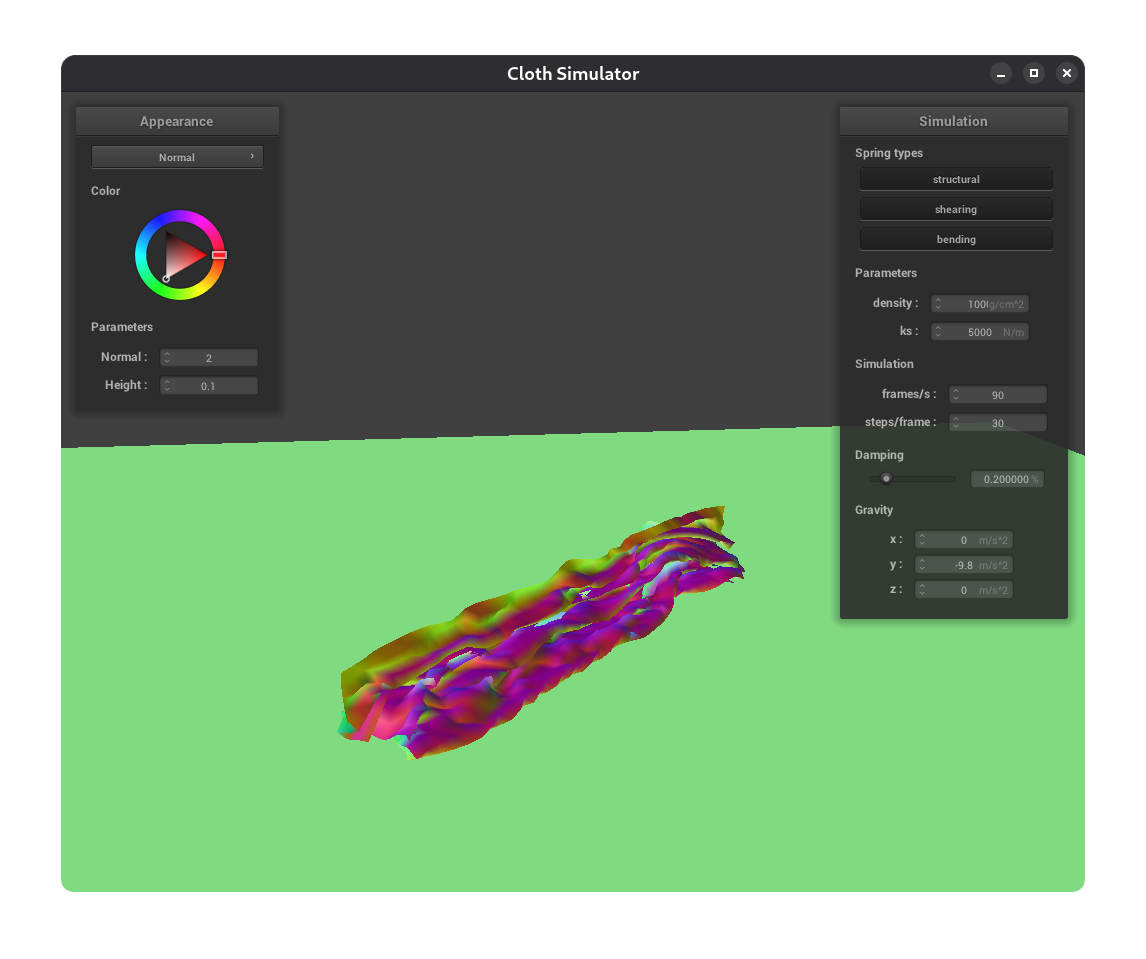 Cloth Simulator
Appearance
Normal
Color
Parameters
Normal : 2
Height : 0.1
Simulation
Spring types
structural
shearing
bending
Parameters
density : 100 g/cm^2
ks : 5000 N/m
Simulation
frames/s : 90
steps/frame : 30
Damping
0.200000 %
Gravity
x : 0 m/s^2
y : -9.8 m/s^2
z : 0 m/s^2